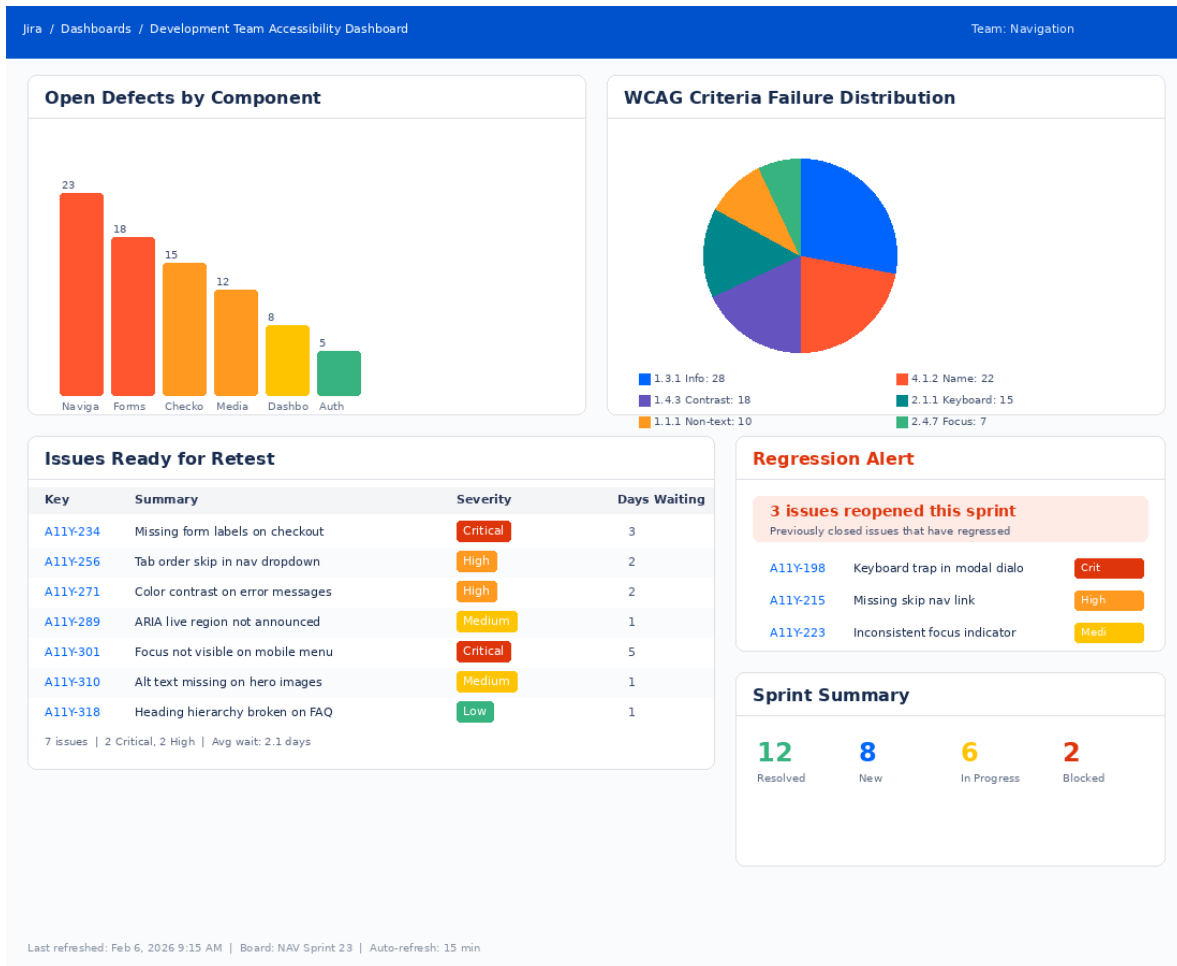 Jira / Dashboards / Development Team Accessibility Dashboard
Team: Navigation
Open Defects by Component
23
18
15
12
8
5
Naviga Forms Checko Media Dashbo Auth
WCAG Criteria Failure Distribution
1.3.1 Info: 28
4.1.2 Name: 22
1.4.3 Contrast: 18
2.1.1 Keyboard: 15
1.1.1 Non-text: 10
2.4.7 Focus: 7
Issues Ready for Retest
Key Summary Severity Days Waiting
A11Y-234 Missing form labels on checkout Critical 3
A11Y-256 Tab order skip in nav dropdown High 2
A11Y-271 Color contrast on error messages High 2
A11Y-289 ARIA live region not announced Medium 1
A11Y-301 Focus not visible on mobile menu Critical 5
A11Y-310 Alt text missing on hero images Medium 1
A11Y-318 Heading hierarchy broken on FAQ Low 1
7 issues | 2 Critical, 2 High | Avg wait: 2.1 days
Regression Alert
3 issues reopened this sprint
Previously closed issues that have regressed
A11Y-198 Keyboard trap in modal dialo Crit
A11Y-215 Missing skip nav link High
A11Y-223 Inconsistent focus indicator Medi
Sprint Summary
12 8 6 2
Resolved New In Progress Blocked
Last refreshed: Feb 6, 2026 9:15 AM | Board: NAV Sprint 23 | Auto-refresh: 15 min